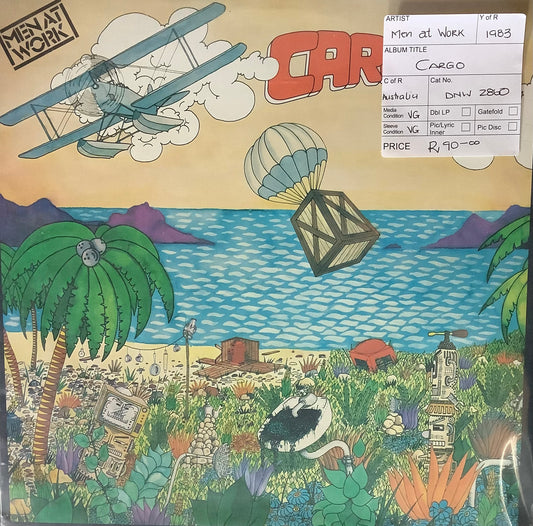 MEN AT
WORK
CAR
ARTIST
Y of R
Men at Work
1983
ALBUM TITLE
CARGO
C of R
Cat No.
Australia
DNW 2860
Media
Condition
VG
Dbl LP
Gatefold
Sleeve
Condition
VG
Pic/Lyric
Inner
Pic Disc
PRICE
R 90-00